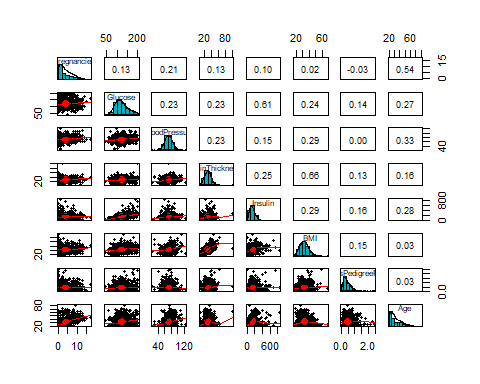 50 200 20 80 20 60 20 60
regnancie 0.13 0.21 0.13 0.10 0.02 -0.03 0.54 0 15
50 Glucose 0.23 0.23 0.61 0.24 0.14 0.27
oodPressu 0.23 0.15 0.29 0.00 0.33 40
20 inThickne 0.25 0.66 0.13 0.16
Insulin 0.29 0.16 0.28 0 800
20 BMI 0.15 0.03
sPedigreeF 0.03 0.0
20 80 Age
0 10 40 120 0 600 0.0 2.0